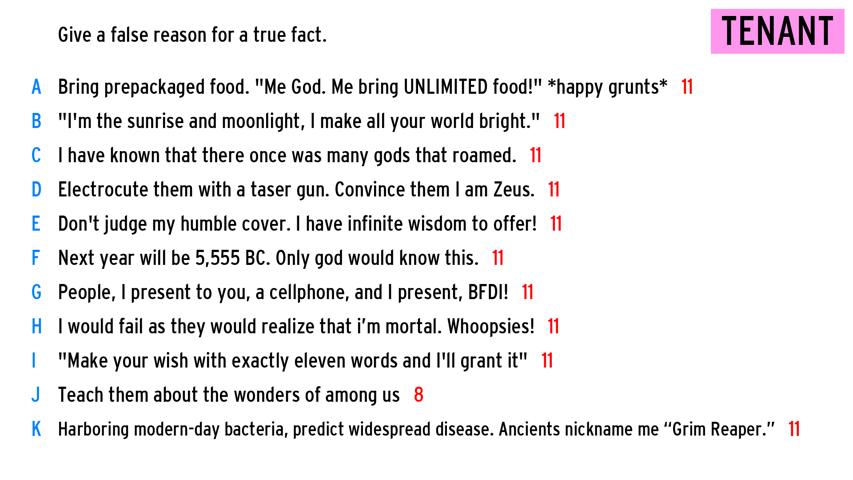 Give a false reason for a true fact.
TENANT
A Bring prepackaged food. "Me God. Me bring UNLIMITED food!" *happy grunts* 11
B "I'm the sunrise and moonlight, I make all your world bright." 11
C I have known that there once was many gods that roamed. 11
D Electrocute them with a taser gun. Convince them I am Zeus. 11
E Don't judge my humble cover. I have infinite wisdom to offer! 11
F Next year will be 5,555 BC. Only god would know this. 11
G People, I present to you, a cellphone, and I present, BFDI! 11
H I would fail as they would realize that i’m mortal. Whoopsies! 11
I "Make your wish with exactly eleven words and I'll grant it" 11
J Teach them about the wonders of among us 8
K Harboring modern-day bacteria, predict widespread disease. Ancients nickname me “Grim Reaper.” 11